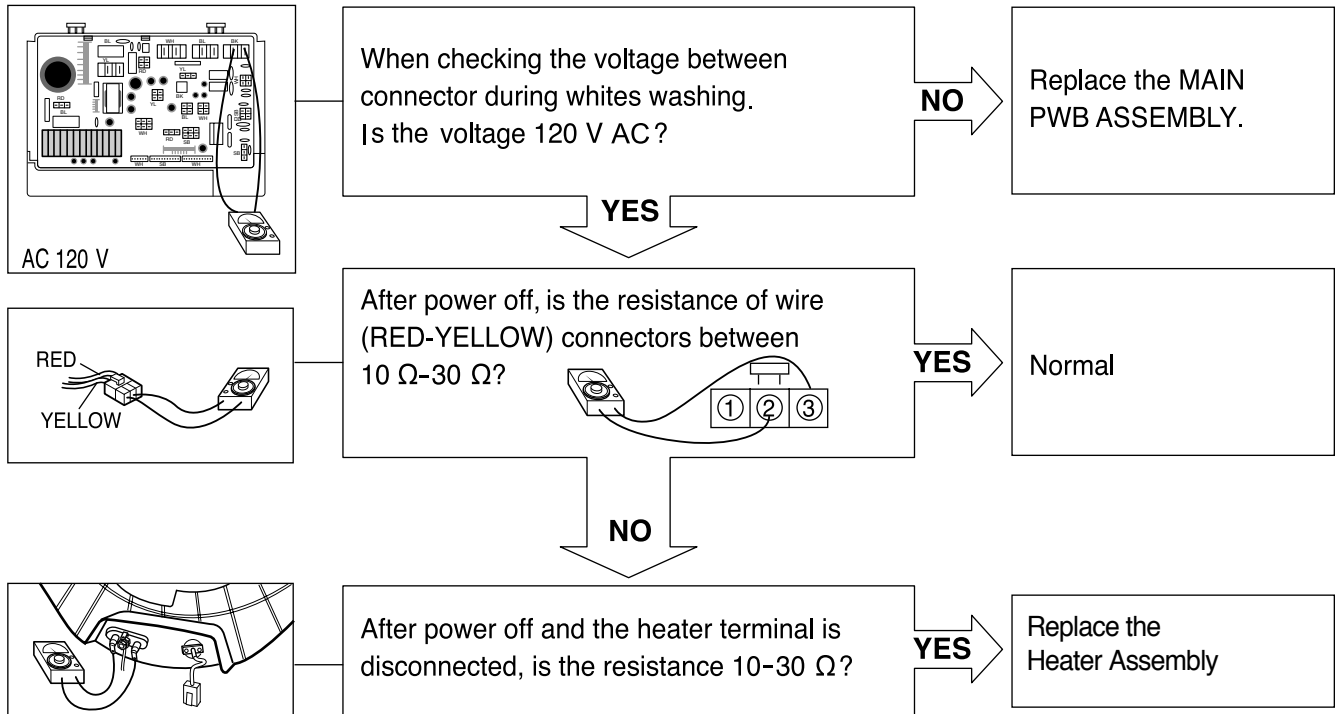 When checking the voltage between
connector during whites washing.
Is the voltage 120 V AC?
NO
Replace the MAIN
PWB ASSEMBLY.
AC 120 V
YES
After power off, is the resistance of wire
(RED-YELLOW) connectors between
10 Ω-30 Ω?
① ② ③
RED
YELLOW
YES
Normal
NO
After power off and the heater terminal is
disconnected, is the resistance 10-30 Ω?
YES
Replace the
Heater Assembly